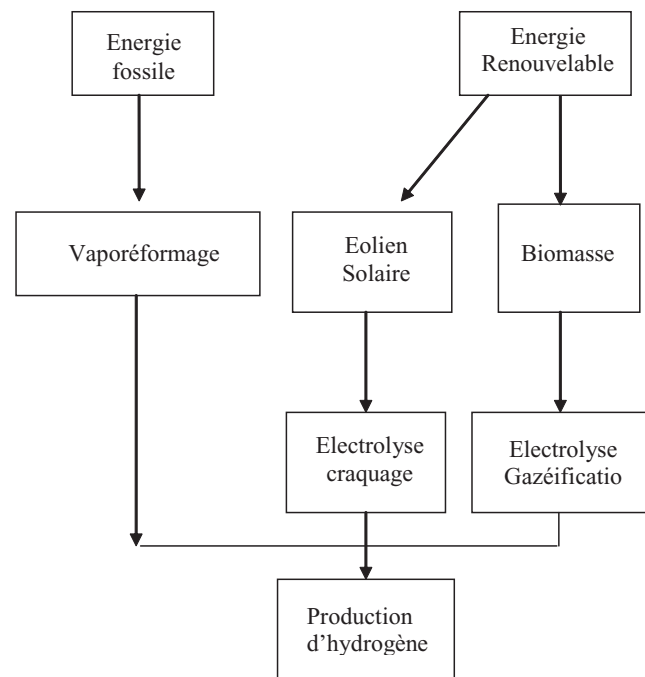 Energie
fossile
Energie
Renouvelable
Vaporéformage
Eolien
Solaire
Biomasse
Electrolyse
craquage
Electrolyse
Gazéificatio
Production
d’hydrogène